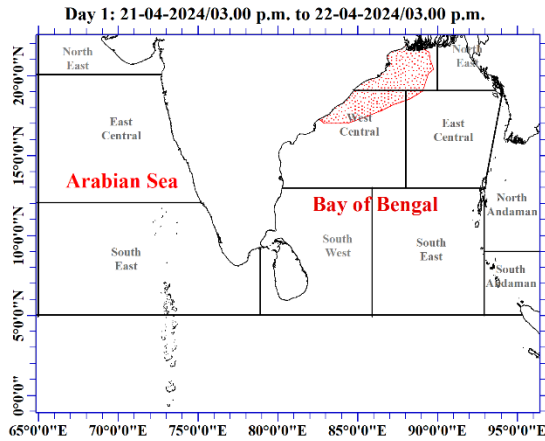 Day 1: 21-04-2024/03.00 p.m. to 22-04-2024/03.00 p.m.
North
East
North
East
20°0'0"N
East
Central
West
Central
East
Central
15°0'0"N
Arabian Sea
Bay of Bengal
North
Andaman
10°0'0"N
South
East
South
West
South
East
South
Andaman
5°0'0"N
0°0'0"
65°0'0"E
70°0'0"E
75°0'0"E
80°0'0"E
85°0'0"E
90°0'0"E
95°0'0"E